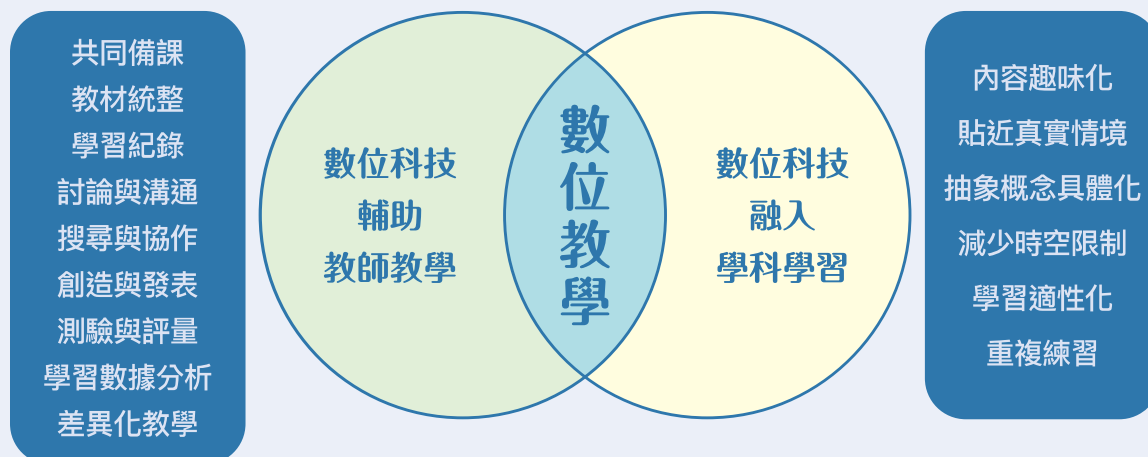 共同備課
教材統整
學習紀錄
討論與溝通
搜尋與協作
創造與發表
測驗與評量
學習數據分析
差異化教學
數位科技
輔助
教師教學
數位教學
數位科技
融入
學科學習
內容趣味化
貼近真實情境
抽象概念具體化
減少時空限制
學習適性化
重複練習